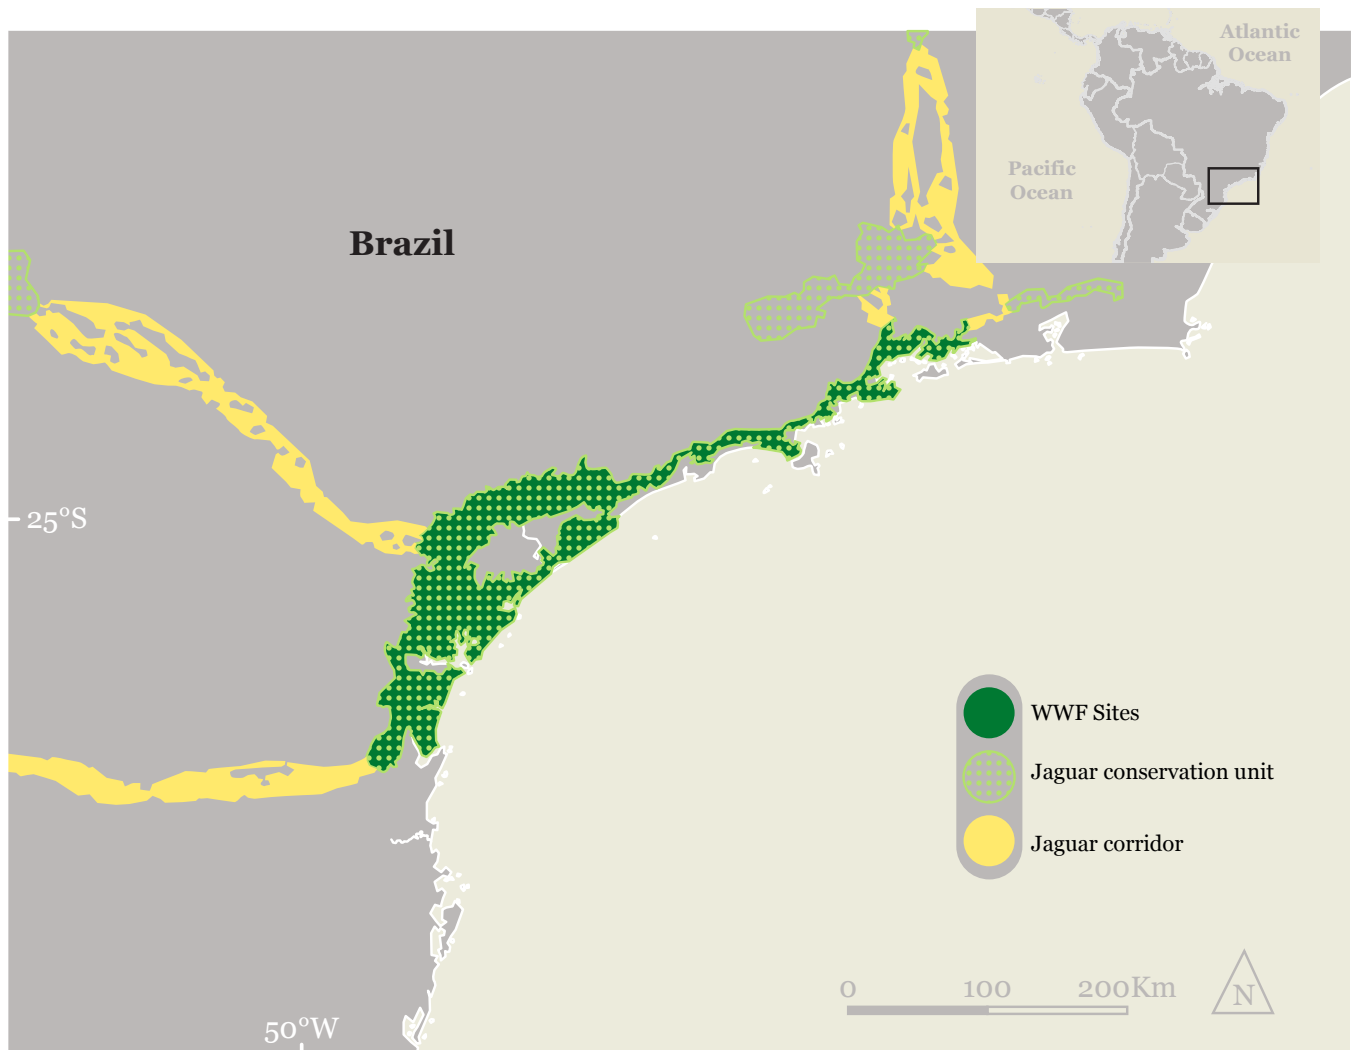 Atlantic
Ocean
Pacific
Ocean
Brazil
25°S
WWF Sites
Jaguar conservation unit
Jaguar corridor
0 100 200Km
N
50°W